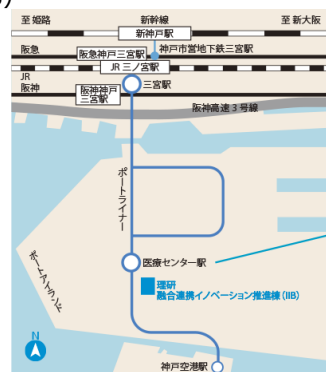 至 姫路
新幹線
至 新大阪
新神戸駅
阪急
阪急神戸三宮駅
神戸市営地下鉄三宮駅
JR 三ノ宮駅
JR
阪神
阪神神戸
三宮駅
三宮駅
阪神高速3号線
ポートライナー
医療センター駅
理研
融合連携イノベーション推進棟(IIB)
ポートアイランド
N
神戸空港駅